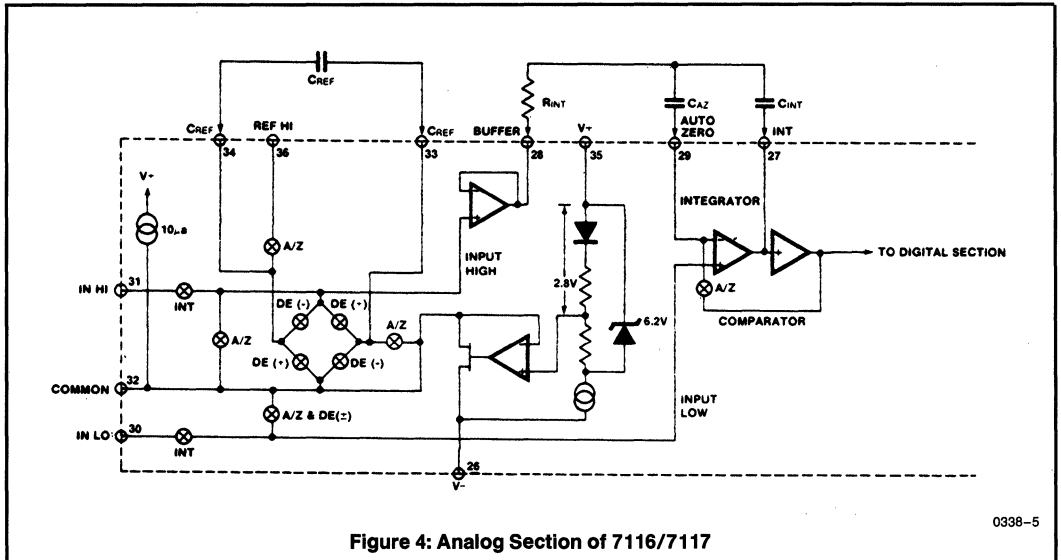 CREF
CREF
REF HI
CREF
BUFFER
RINT
V+
CAZ
AUTO
ZERO
CINT
INT
34
36
33
28
35
29
27
V+
10μa
A/Z
INPUT
HIGH
2.8V
6.2V
INTEGRATOR
A/Z
COMPARATOR
TO DIGITAL SECTION
IN HI
31
INT
A/Z
DE (-)
DE (+)
DE (+)
DE (-)
A/Z
COMMON
32
A/Z & DE(±)
INPUT
LOW
IN LO
30
INT
26
V-
0338-5
Figure 4: Analog Section of 7116/7117